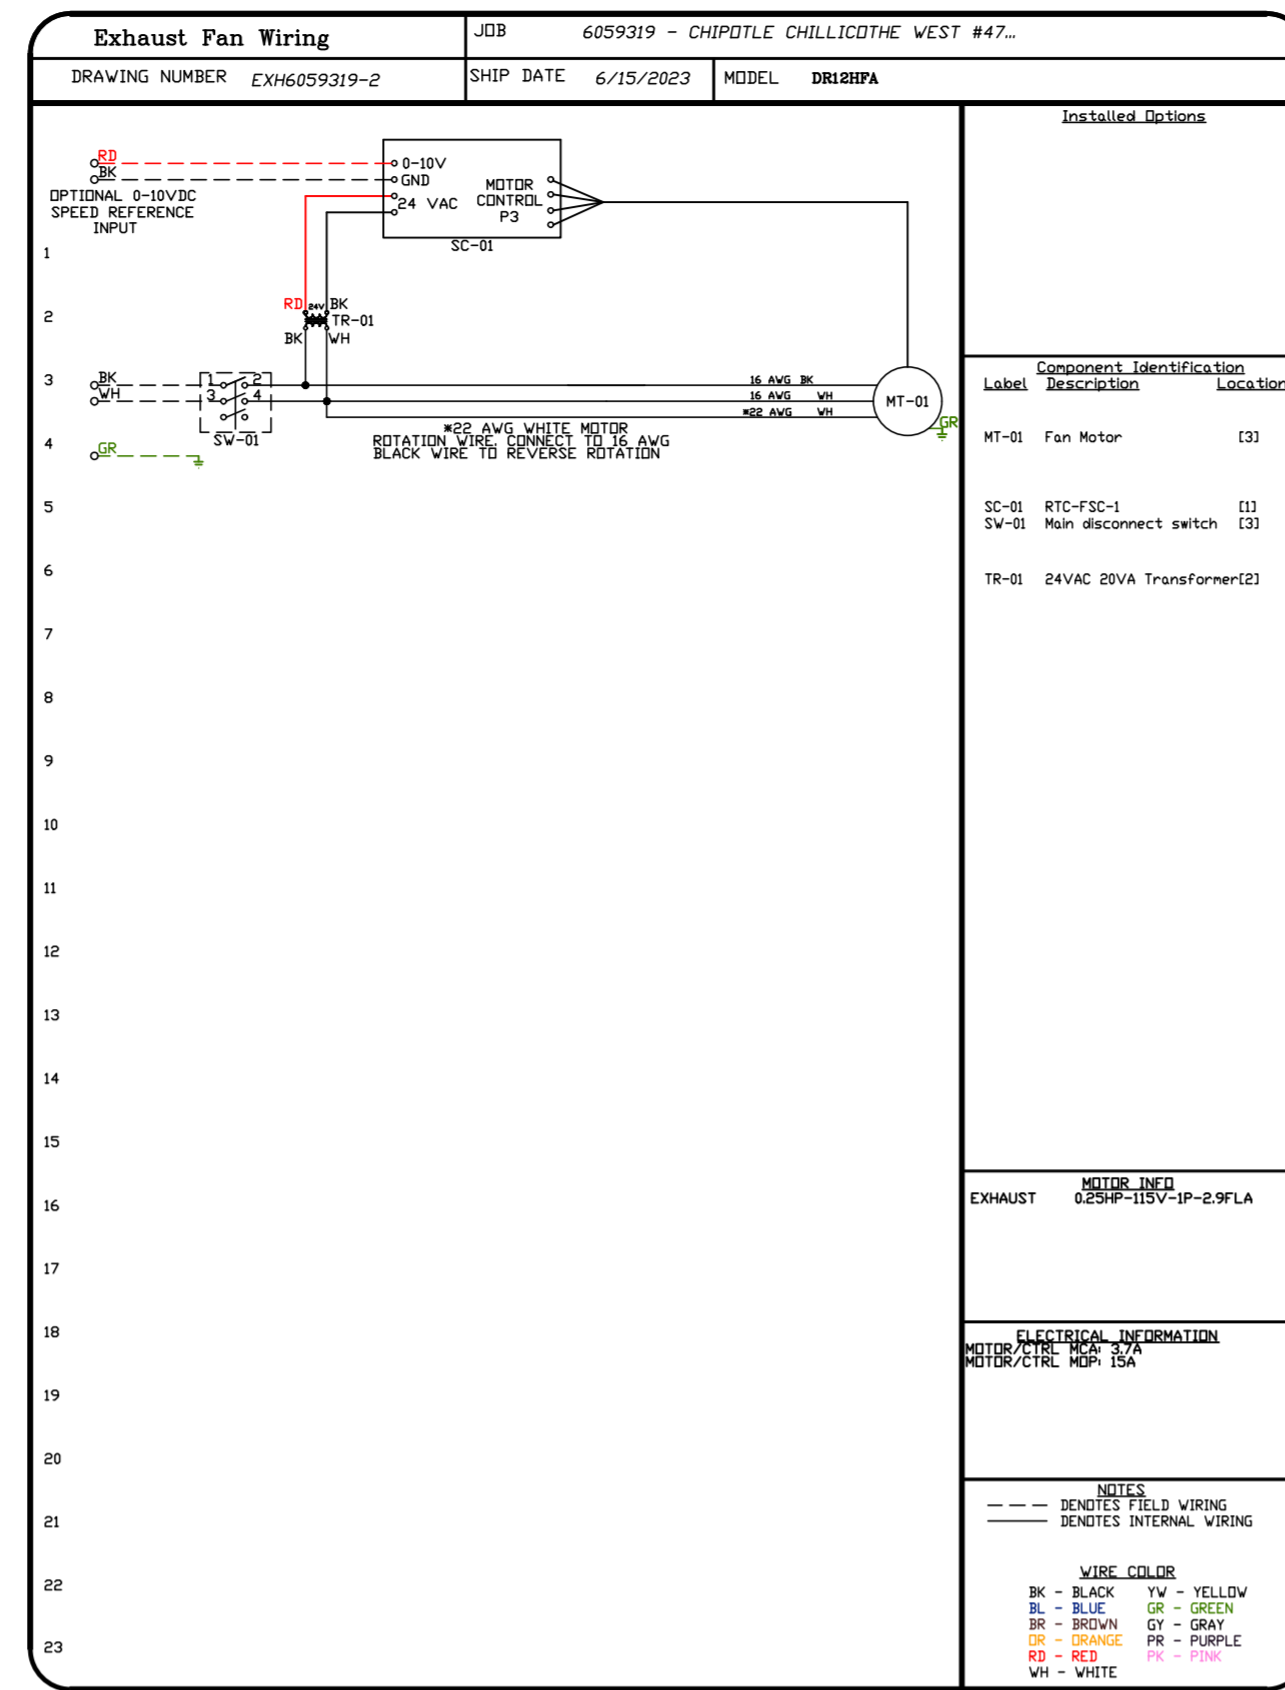 Exhaust Fan Wiring
JOB 6059319 - CHIPOTLE CHILLICOTHE WEST #47...
DRAWING NUMBER EXH6059319-2
SHIP DATE 6/15/2023
MODEL DR12HFA
RD
BK
OPTIONAL 0-10VDC
SPEED REFERENCE
INPUT
0-10V
GND
24 VAC
MOTOR
CONTROL
P3
SC-01
RD 24V BK
TR-01
BK WH
BK
WH
1 2
3 4
SW-01
GR
16 AWG BK
16 AWG WH
*22 AWG WH
MT-01
GR
*22 AWG WHITE MOTOR
ROTATION WIRE. CONNECT TO 16 AWG
BLACK WIRE TO REVERSE ROTATION
1
2
3
4
5
6
7
8
9
10
11
12
13
14
15
16
17
18
19
20
21
22
23
Installed Options
Component Identification
Label Description Location
MT-01 Fan Motor [3]
SC-01 RTC-FSC-1 [1]
SW-01 Main disconnect switch [3]
TR-01 24VAC 20VA Transformer[2]
MOTOR INFO
EXHAUST 0.25HP-115V-1P-2.9FLA
ELECTRICAL INFORMATION
MOTOR/CTRL MCA: 3.7A
MOTOR/CTRL MOP: 15A
NOTES
DENOTES FIELD WIRING
DENOTES INTERNAL WIRING
WIRE COLOR
BK - BLACK YW - YELLOW
BL - BLUE GR - GREEN
BR - BROWN GY - GRAY
OR - ORANGE PR - PURPLE
RD - RED PK - PINK
WH - WHITE